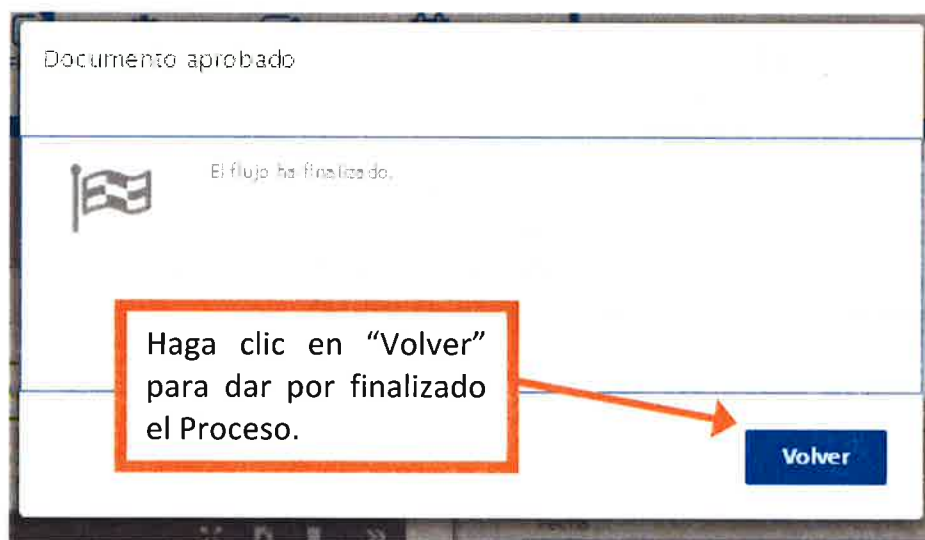 Documento aprobado
El flujo ha finalizado.
Haga clic en “Volver”
para dar por finalizado
el Proceso.
Volver